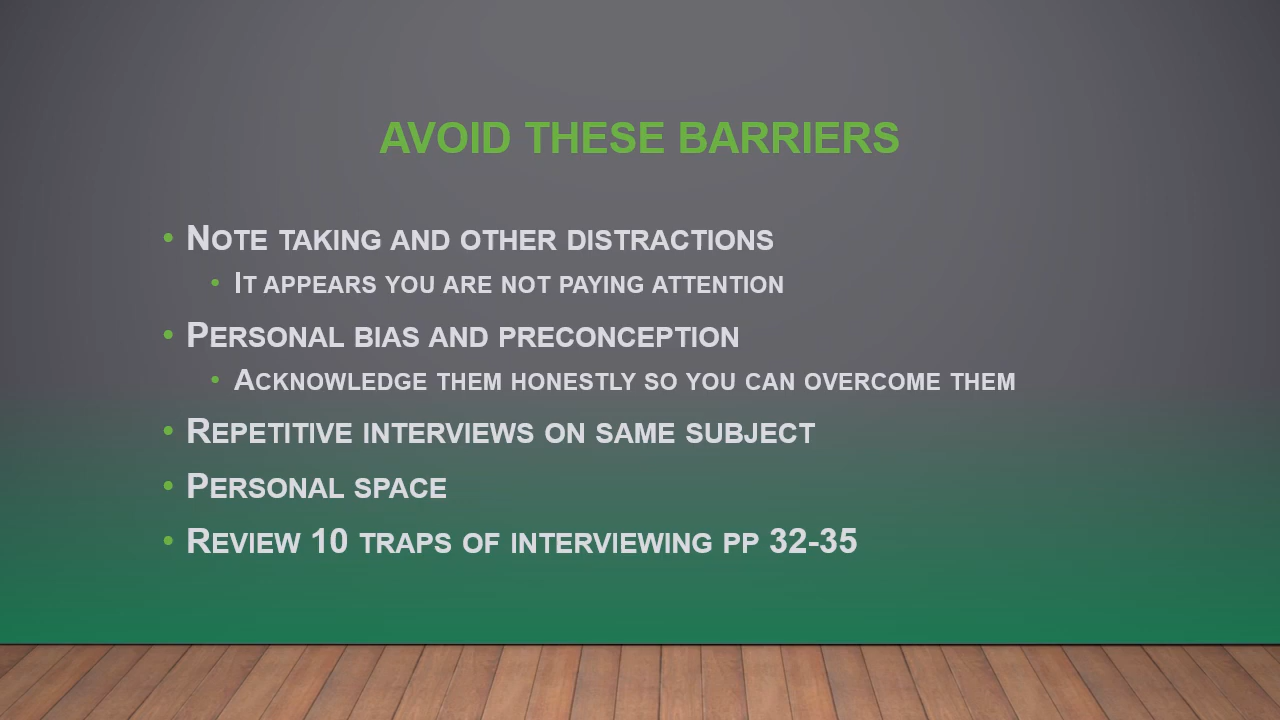 AVOID THESE BARRIERS
• Note taking and other distractions
• It appears you are not paying attention
• Personal bias and preconception
• Acknowledge them honestly so you can overcome them
• Repetitive interviews on same subject
• Personal space
• Review 10 traps of interviewing pp 32-35